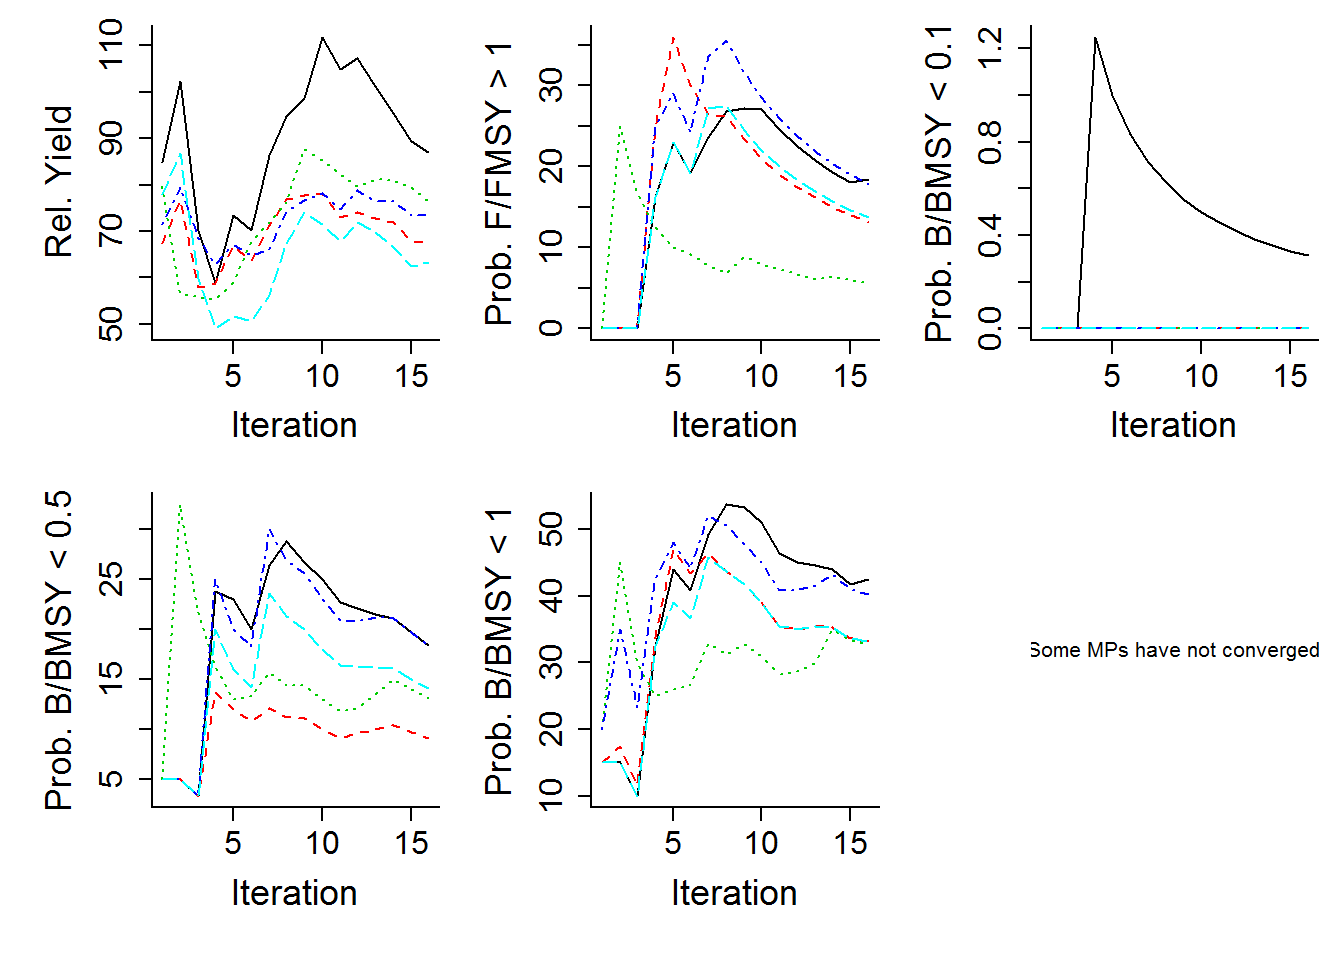 Rel. Yield
110
90
70
50
5 10 15
Iteration
Prob. F/FMSY > 1
30
20
10
0
5 10 15
Iteration
Prob. B/BMSY < 0.1
1.2
0.8
0.4
0.0
5 10 15
Iteration
Prob. B/BMSY < 0.5
25
15
5
5 10 15
Iteration
Prob. B/BMSY < 1
50
40
30
20
10
5 10 15
Iteration
Some MPs have not converged